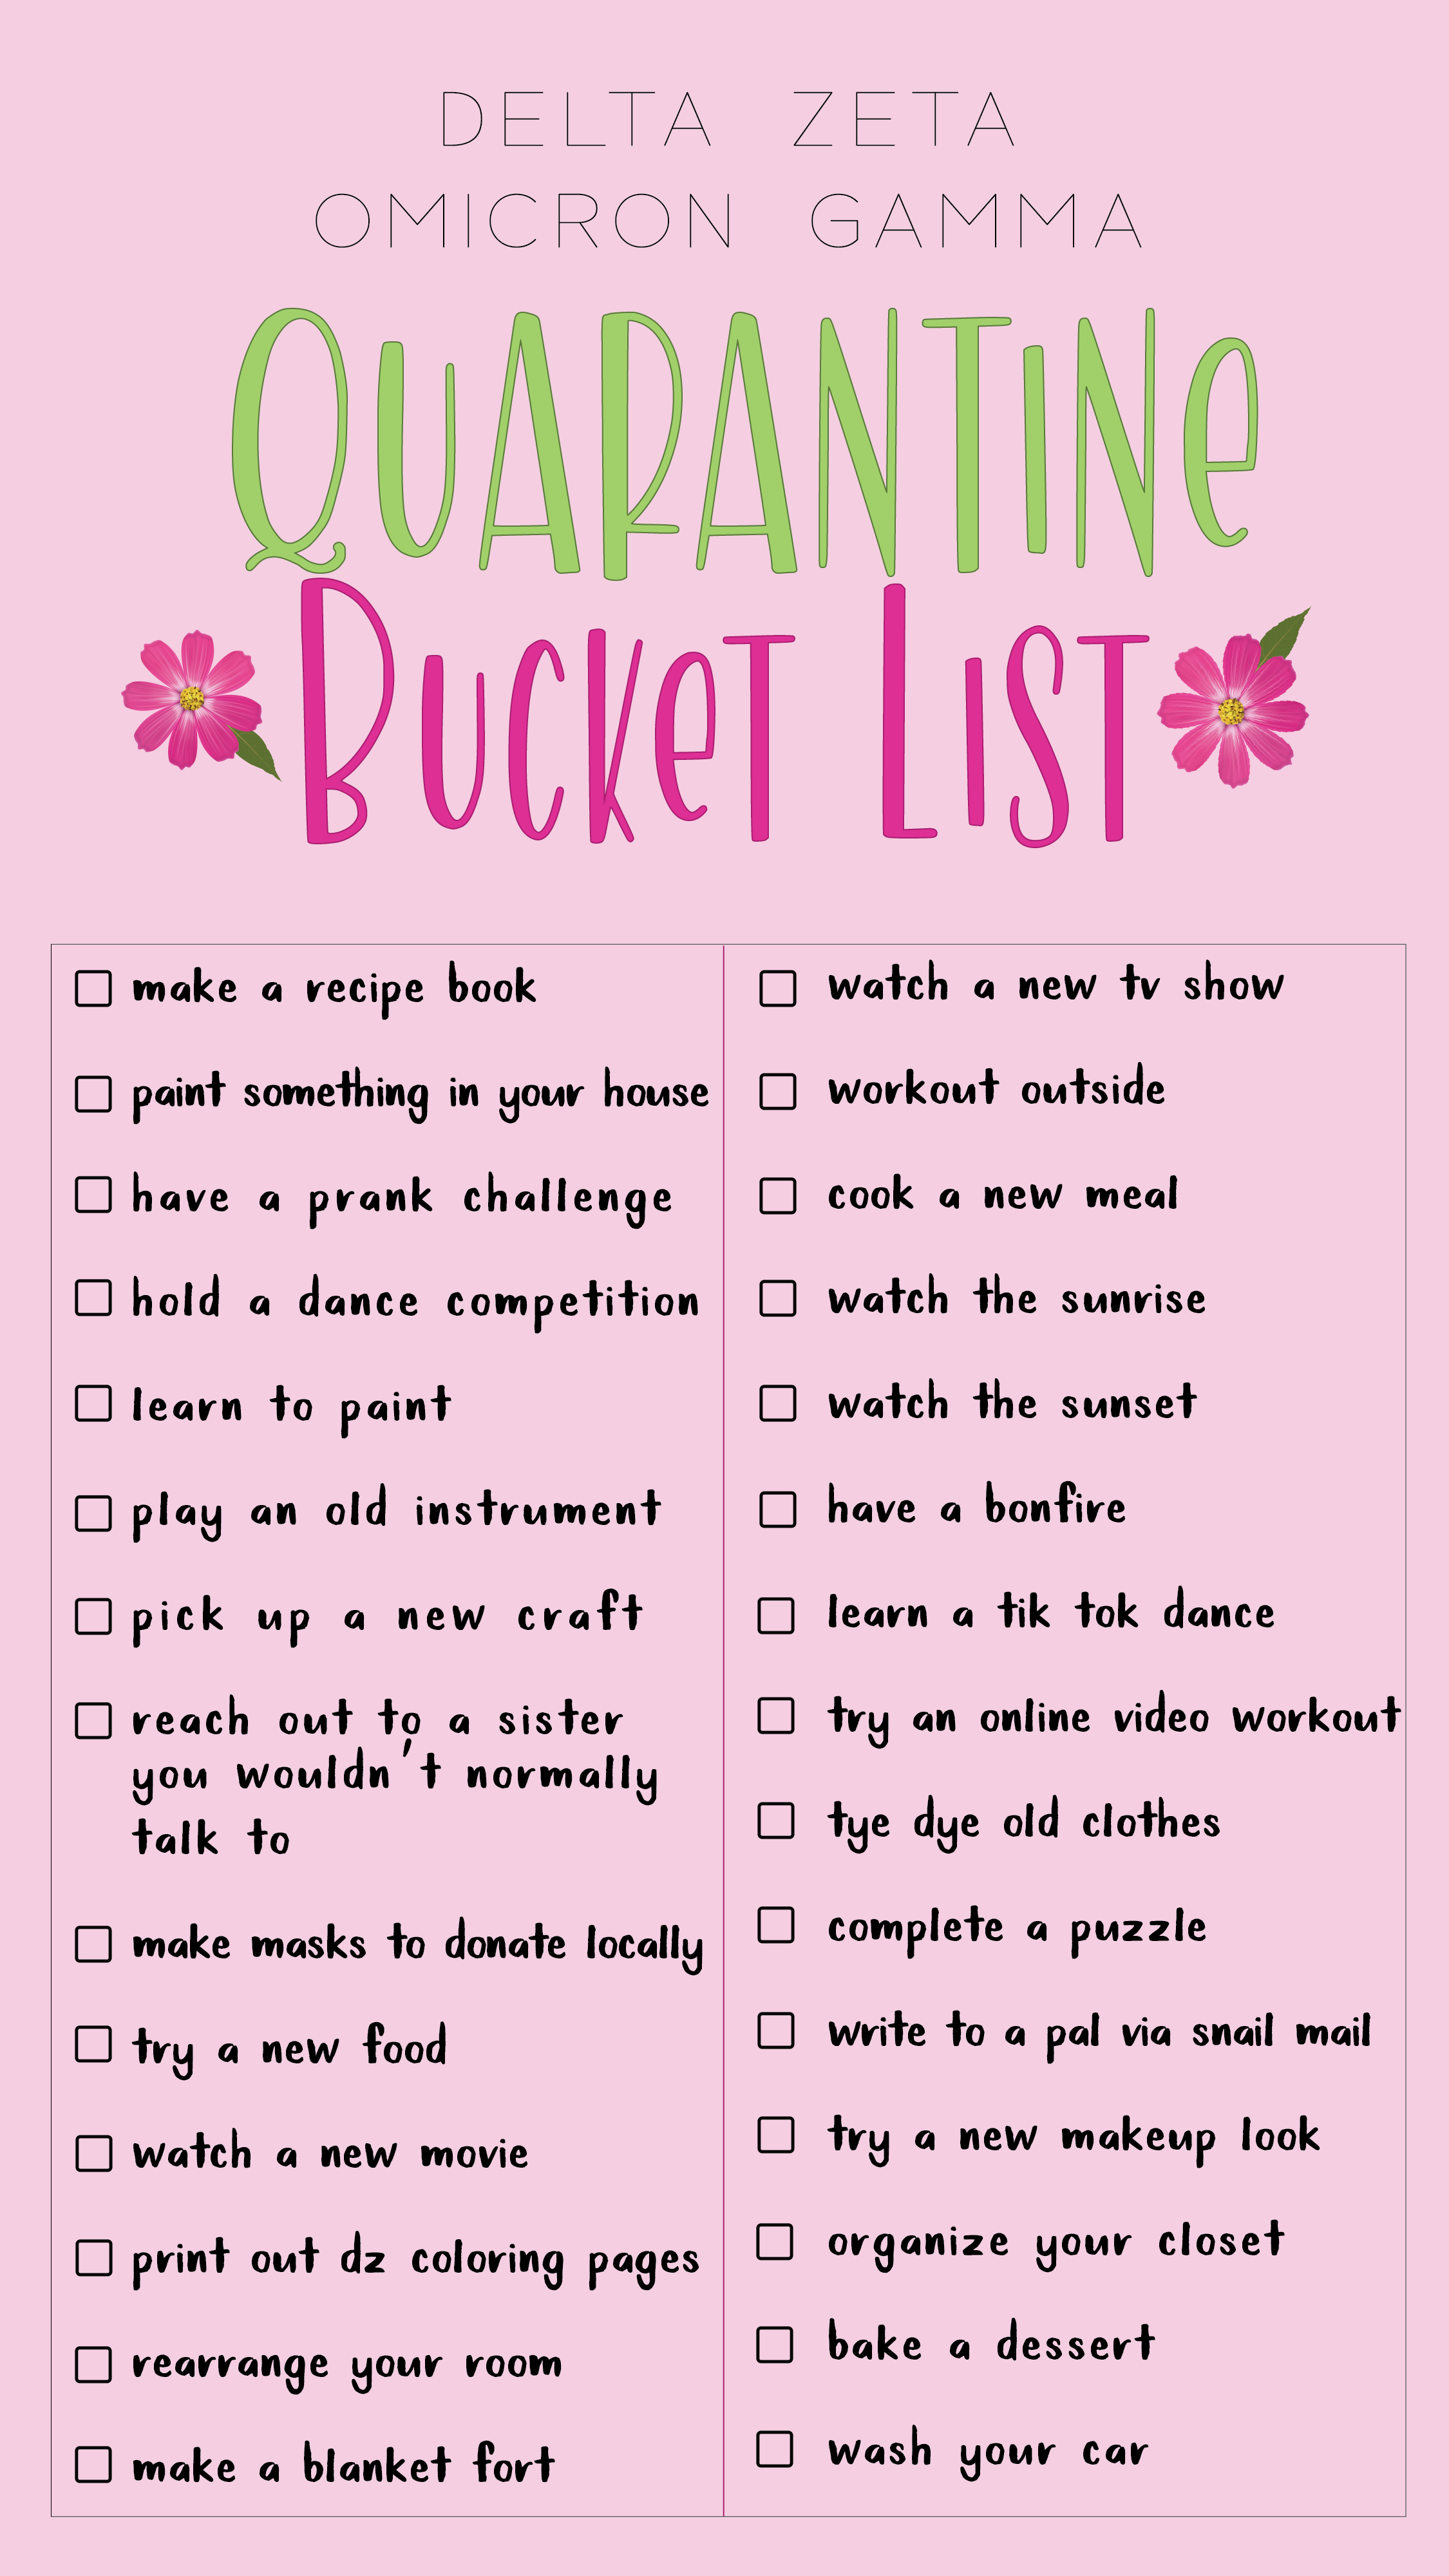 DELTA ZETA
OMICRON GAMMA
QUARANTINE
BUCKET LIST
make a recipe book
paint something in your house
have a prank challenge
hold a dance competition
learn to paint
play an old instrument
pick up a new craft
reach out to a sister
you wouldn't normally
talk to
make masks to donate locally
try a new food
watch a new movie
print out dz coloring pages
rearrange your room
make a blanket fort
watch a new tv show
workout outside
cook a new meal
watch the sunrise
watch the sunset
have a bonfire
learn a tik tok dance
try an online video workout
tye dye old clothes
complete a puzzle
write to a pal via snail mail
try a new makeup look
organize your closet
bake a dessert
wash your car